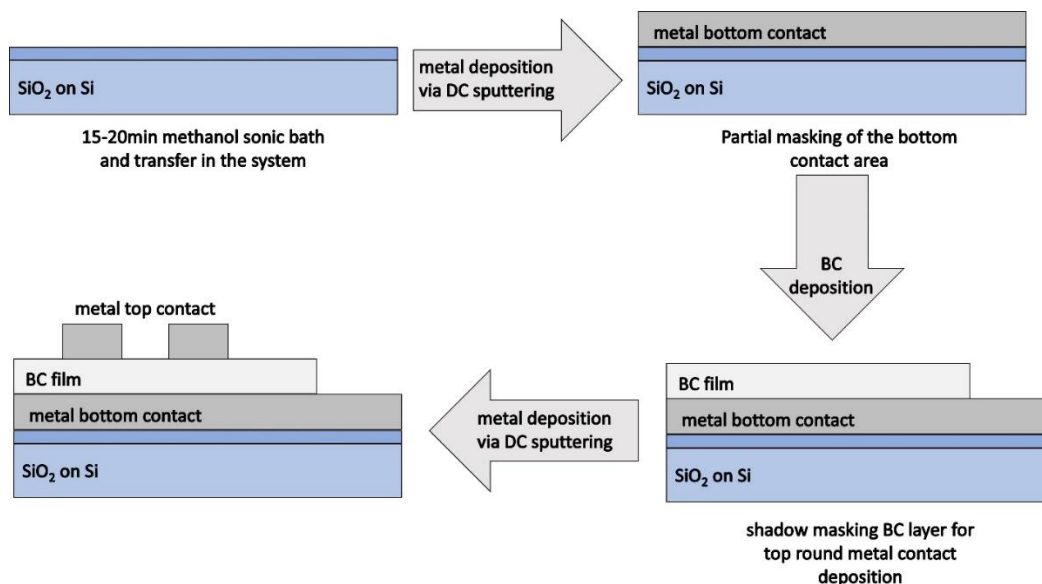 SiO₂ on Si
15-20min methanol sonic bath
and transfer in the system
metal deposition
via DC sputtering
metal bottom contact
SiO₂ on Si
Partial masking of the bottom
contact area
BC
deposition
BC film
metal bottom contact
SiO₂ on Si
shadow masking BC layer for
top round metal contact
deposition
metal deposition
via DC sputtering
metal top contact
BC film
metal bottom contact
SiO₂ on Si